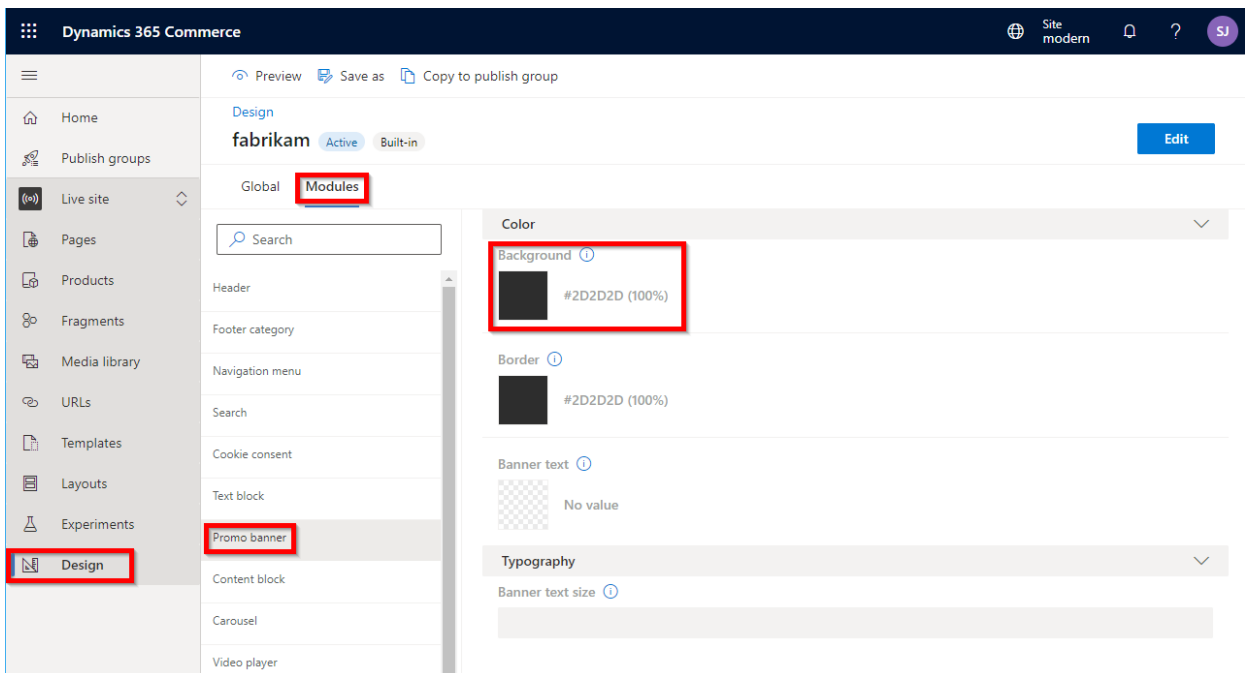 Dynamics 365 Commerce
Site
modern
?
SJ
Preview Save as Copy to publish group
Home
Publish groups
Live site
Pages
Products
Fragments
Media library
URLs
Templates
Layouts
Experiments
Design
Design
fabrikam Active Built-in
Edit
Global Modules
Search
Header
Footer category
Navigation menu
Search
Cookie consent
Text block
Promo banner
Content block
Carousel
Video player
Color
Background
#2D2D2D (100%)
Border
#2D2D2D (100%)
Banner text
No value
Typography
Banner text size